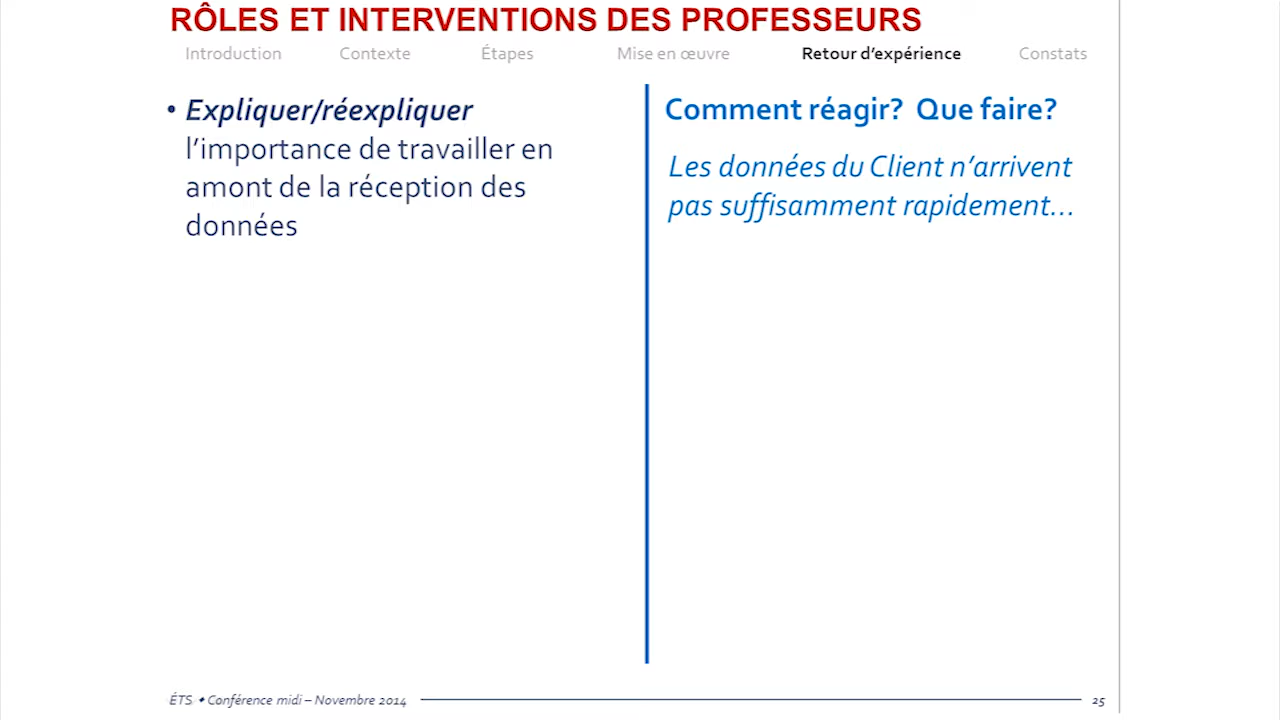 RÔLES ET INTERVENTIONS DES PROFESSEURS
Introduction Contexte Étapes Mise en œuvre Retour d’expérience Constats
• Expliquer/réexpliquer
l’importance de travailler en
amont de la réception des
données
Comment réagir? Que faire?
Les données du Client n’arrivent
pas suffisamment rapidement…
ÉTS ◆ Conférence midi – Novembre 2014
25